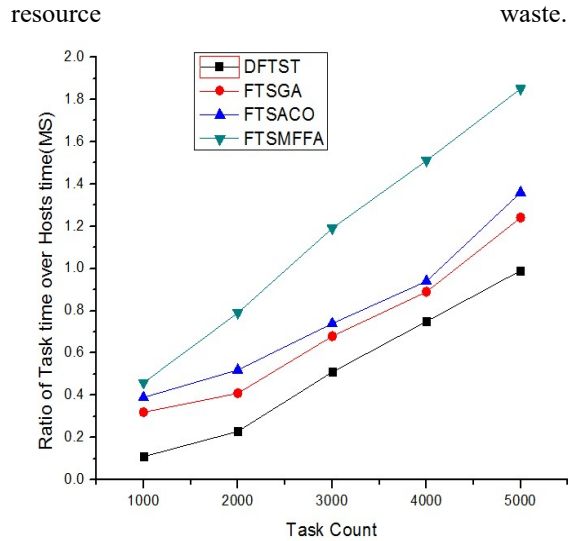 resource waste.
DFTST
FTSGA
FTSACO
FTSMFFA
Ratio of Task time over Hosts time(MS)
2.0
1.8
1.6
1.4
1.2
1.0
0.8
0.6
0.4
0.2
0.0
1000 2000 3000 4000 5000
Task Count